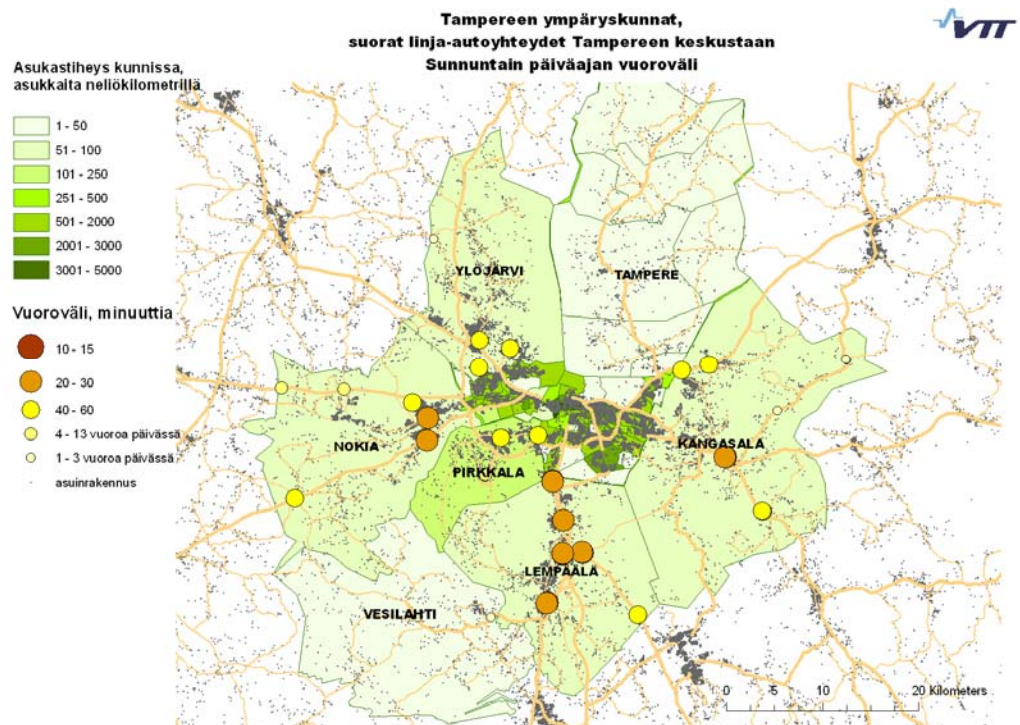 Tampereen ympäryskunnat,
suorat linja-autoyhteydet Tampereen keskustaan
Sunnuntain päiväajan vuoroväli
VTT
Asukastiheys kunnissa,
asukkaita neliökilometrillä
1 - 50
51 - 100
101 - 250
251 - 500
501 - 2000
2001 - 3000
3001 - 5000
Vuoroväli, minuuttia
10 - 15
20 - 30
40 - 60
4 - 13 vuoroa päivässä
1 - 3 vuoroa päivässä
asuinrakennus
YLÖJÄRVI
TAMPERE
NOKIA
PIRKKALA
KANGASALA
LEMPÄÄLÄ
VESILAHTI
0 5 10 20 Kilometers